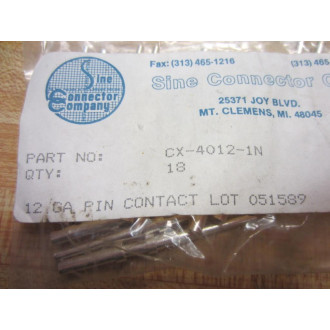 Sine
Connector
Company
Fax: (313) 465-1216
(313) 465
Sine Connector C
25371 JOY BLVD.
MT. CLEMENS, MI. 48045
PART NO: CX-4012-1N
QTY: 18
12 GA PIN CONTACT LOT 051589